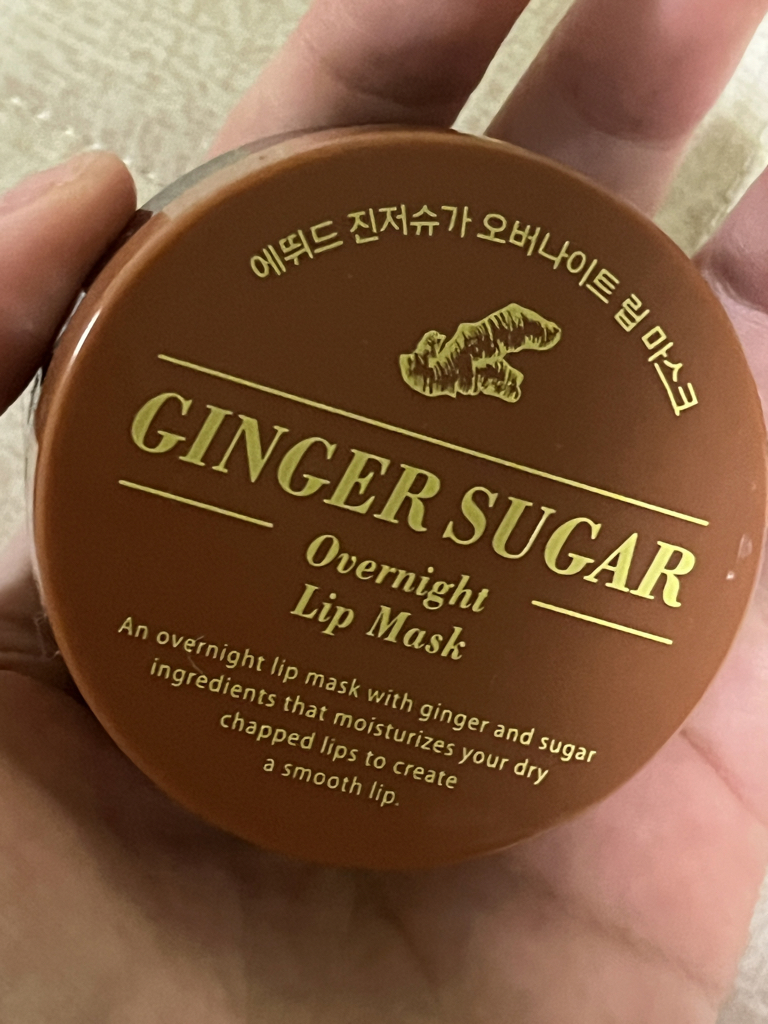 에뛰드 진저슈가 오버나이트 립 마스크
GINGER SUGAR
Overnight
Lip Mask
An overnight lip mask with ginger and sugar
ingredients that moisturizes your dry
chapped lips to create
a smooth lip.